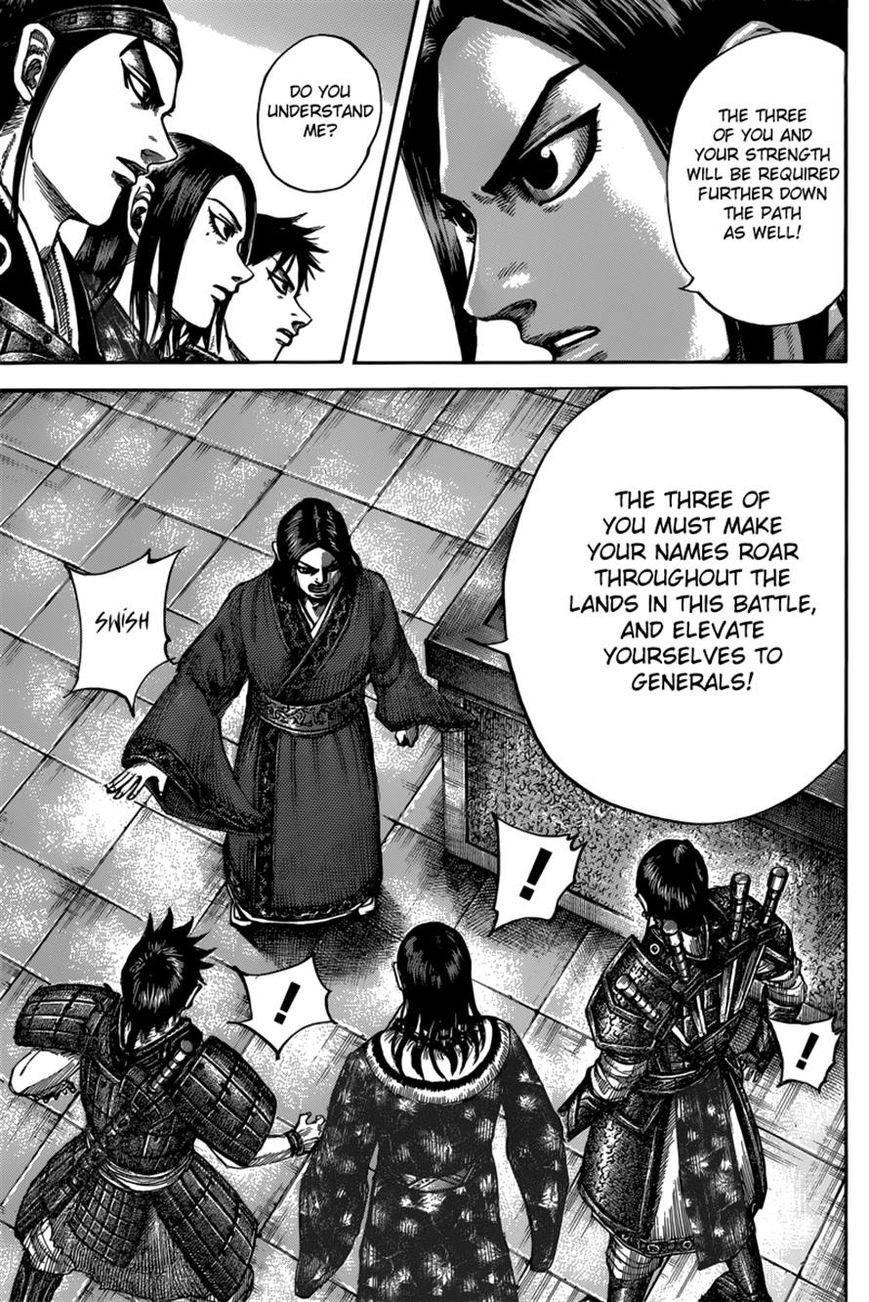 THE THREE
OF YOU AND
YOUR STRENGTH
WILL BE REQUIRED
FURTHER DOWN
THE PATH
AS WELL!
DO YOU
UNDERSTAND
ME?
THE THREE OF
YOU MUST MAKE
YOUR NAMES ROAR
THROUGHOUT THE
LANDS IN THIS BATTLE,
AND ELEVATE
YOURSELVES TO
GENERALS!
SWISH
!
!
!